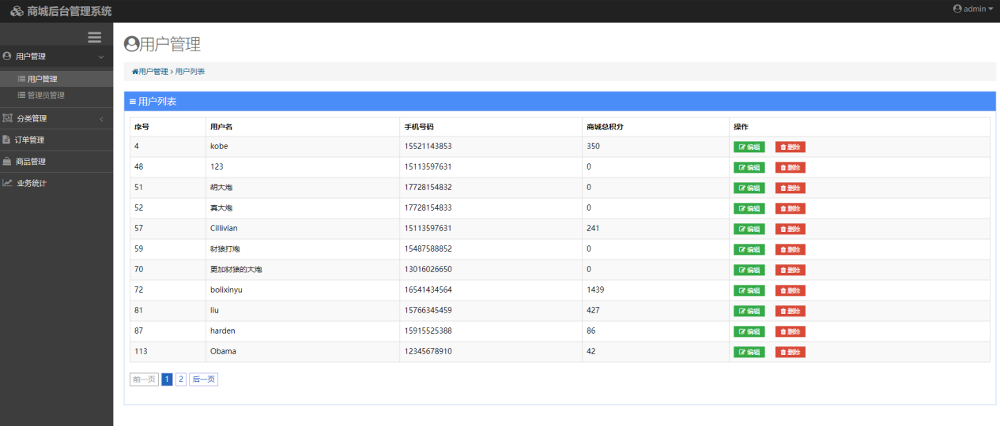 商城后台管理系统
admin
用户管理
用户管理
管理员管理
分类管理
订单管理
商品管理
业务统计
用户管理
用户管理 › 用户列表
用户列表
序号 用户名 手机号码 商城总积分 操作
4 kobe 15521143853 350 编辑 删除
48 123 15113597631 0 编辑 删除
51 胡大炮 17728154832 0 编辑 删除
52 真大炮 17728154833 0 编辑 删除
57 Cillivian 15113597631 241 编辑 删除
59 豺狼打炮 15487588852 0 编辑 删除
70 更加豺狼的大炮 13016026650 0 编辑 删除
72 bolixinyu 16541434564 1439 编辑 删除
81 liu 15766345459 427 编辑 删除
87 harden 15915525388 86 编辑 删除
113 Obama 12345678910 42 编辑 删除
前一页 1 2 后一页